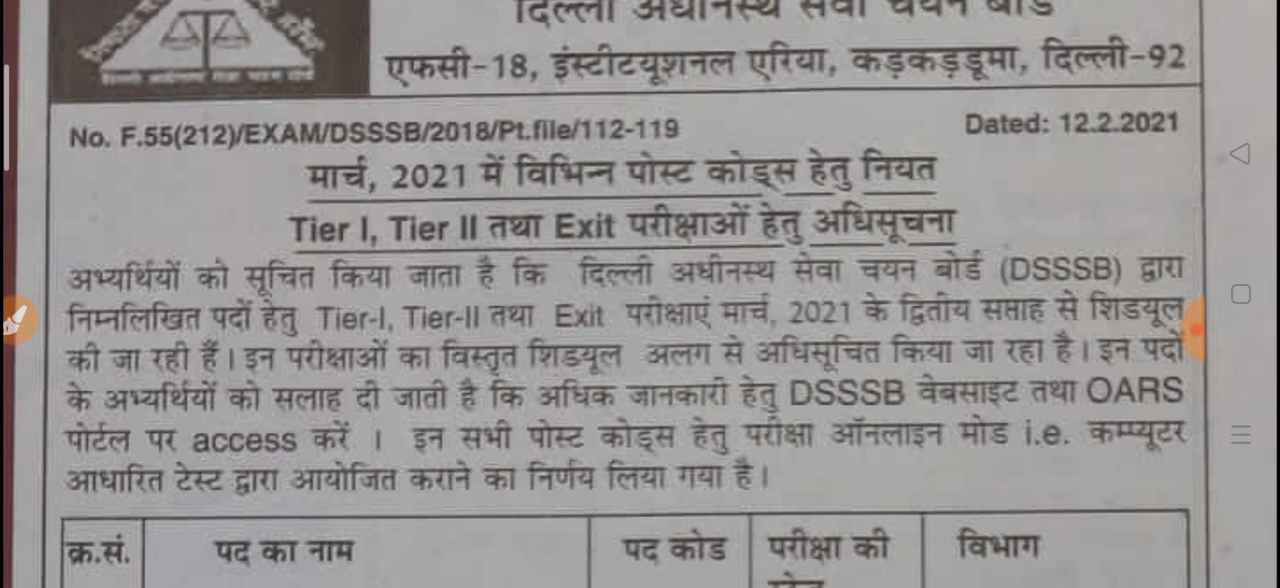 दिल्ली अधीनस्थ सेवा चयन बोर्ड
एफसी-18, इंस्टीटयूशनल एरिया, कड़कड़डूमा, दिल्ली-92
No. F.55(212)/EXAM/DSSSB/2018/Pt.file/112-119
Dated: 12.2.2021
मार्च, 2021 में विभिन्न पोस्ट कोड्स हेतु नियत
Tier I, Tier II तथा Exit परीक्षाओं हेतु अधिसूचना
अभ्यर्थियों को सूचित किया जाता है कि दिल्ली अधीनस्थ सेवा चयन बोर्ड (DSSSB) द्वारा
निम्नलिखित पदों हेतु Tier-I, Tier-II तथा Exit परीक्षाएं मार्च, 2021 के द्वितीय सप्ताह से शिडयूल
की जा रही हैं। इन परीक्षाओं का विस्तृत शिडयूल अलग से अधिसूचित किया जा रहा है। इन पदों
के अभ्यर्थियों को सलाह दी जाती है कि अधिक जानकारी हेतु DSSSB वेबसाइट तथा OARS
पोर्टल पर access करें । इन सभी पोस्ट कोड्स हेतु परीक्षा ऑनलाइन मोड i.e. कम्प्यूटर
आधारित टेस्ट द्वारा आयोजित कराने का निर्णय लिया गया है।
क्र.सं. पद का नाम पद कोड परीक्षा की विभाग